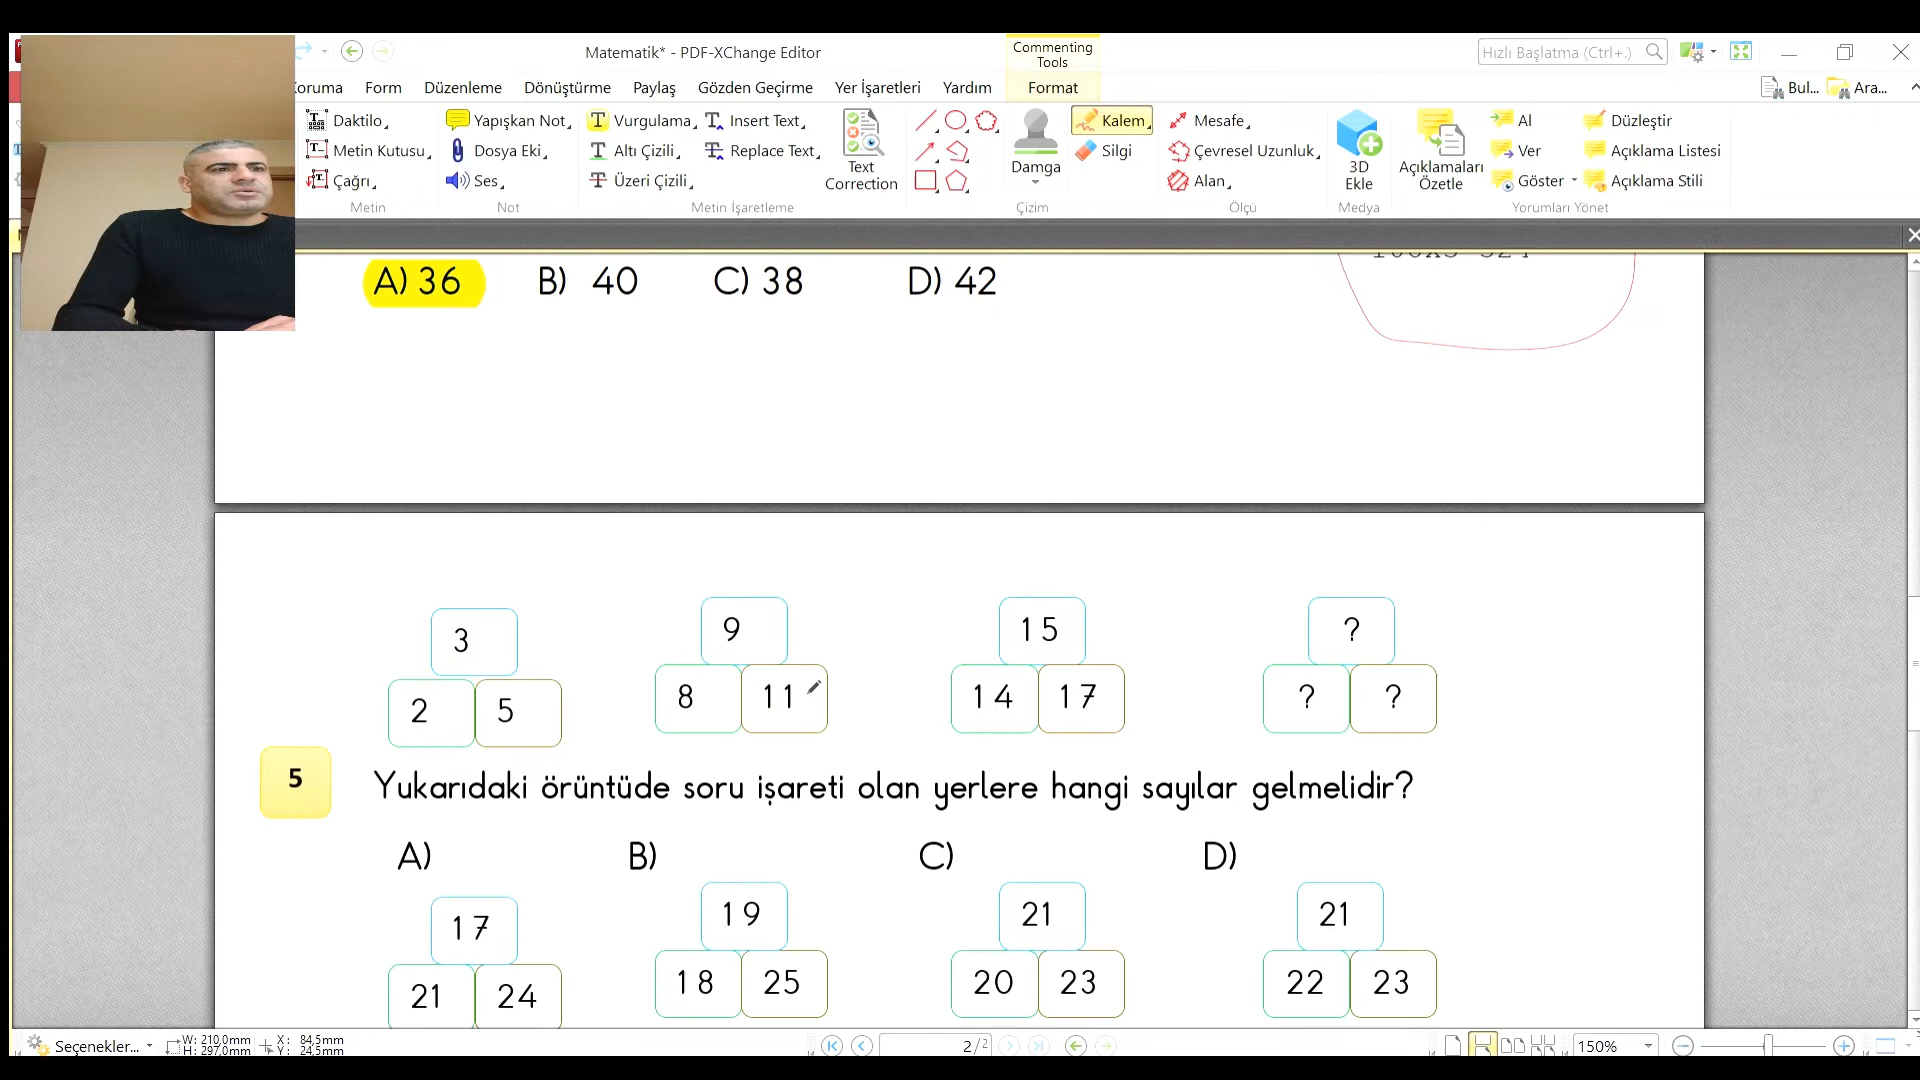 Matematik* - PDF-XChange Editor
Commenting Tools
Hızlı Başlatma (Ctrl+.)
Form Düzenleme Dönüştürme Paylaş Gözden Geçirme Yer İşaretleri Yardım Format Bul... Ara...
Daktilo Yapışkan Not Vurgulama Insert Text Kalem Mesafe Al Düzleştir
Metin Kutusu Dosya Eki Altı Çizili Replace Text Silgi Çevresel Uzunluk Ver Açıklama Listesi
Çağrı Ses Üzeri Çizili Text Correction Damga Alan 3D Ekle Açıklamaları Özetle Göster Açıklama Stili
Metin Not Metin İşaretleme Çizim Ölçü Medya Yorumları Yönet
A) 36 B) 40 C) 38 D) 42
3 9 15 ?
2 5 8 11 14 17 ? ?
5 Yukarıdaki örüntüde soru işareti olan yerlere hangi sayılar gelmelidir?
A) B) C) D)
17 19 21 21
21 24 18 25 20 23 22 23
Seçenekler... W: 210,0mm X: 84,5mm 2/2 150%
H: 297,0mm Y: 24,5mm